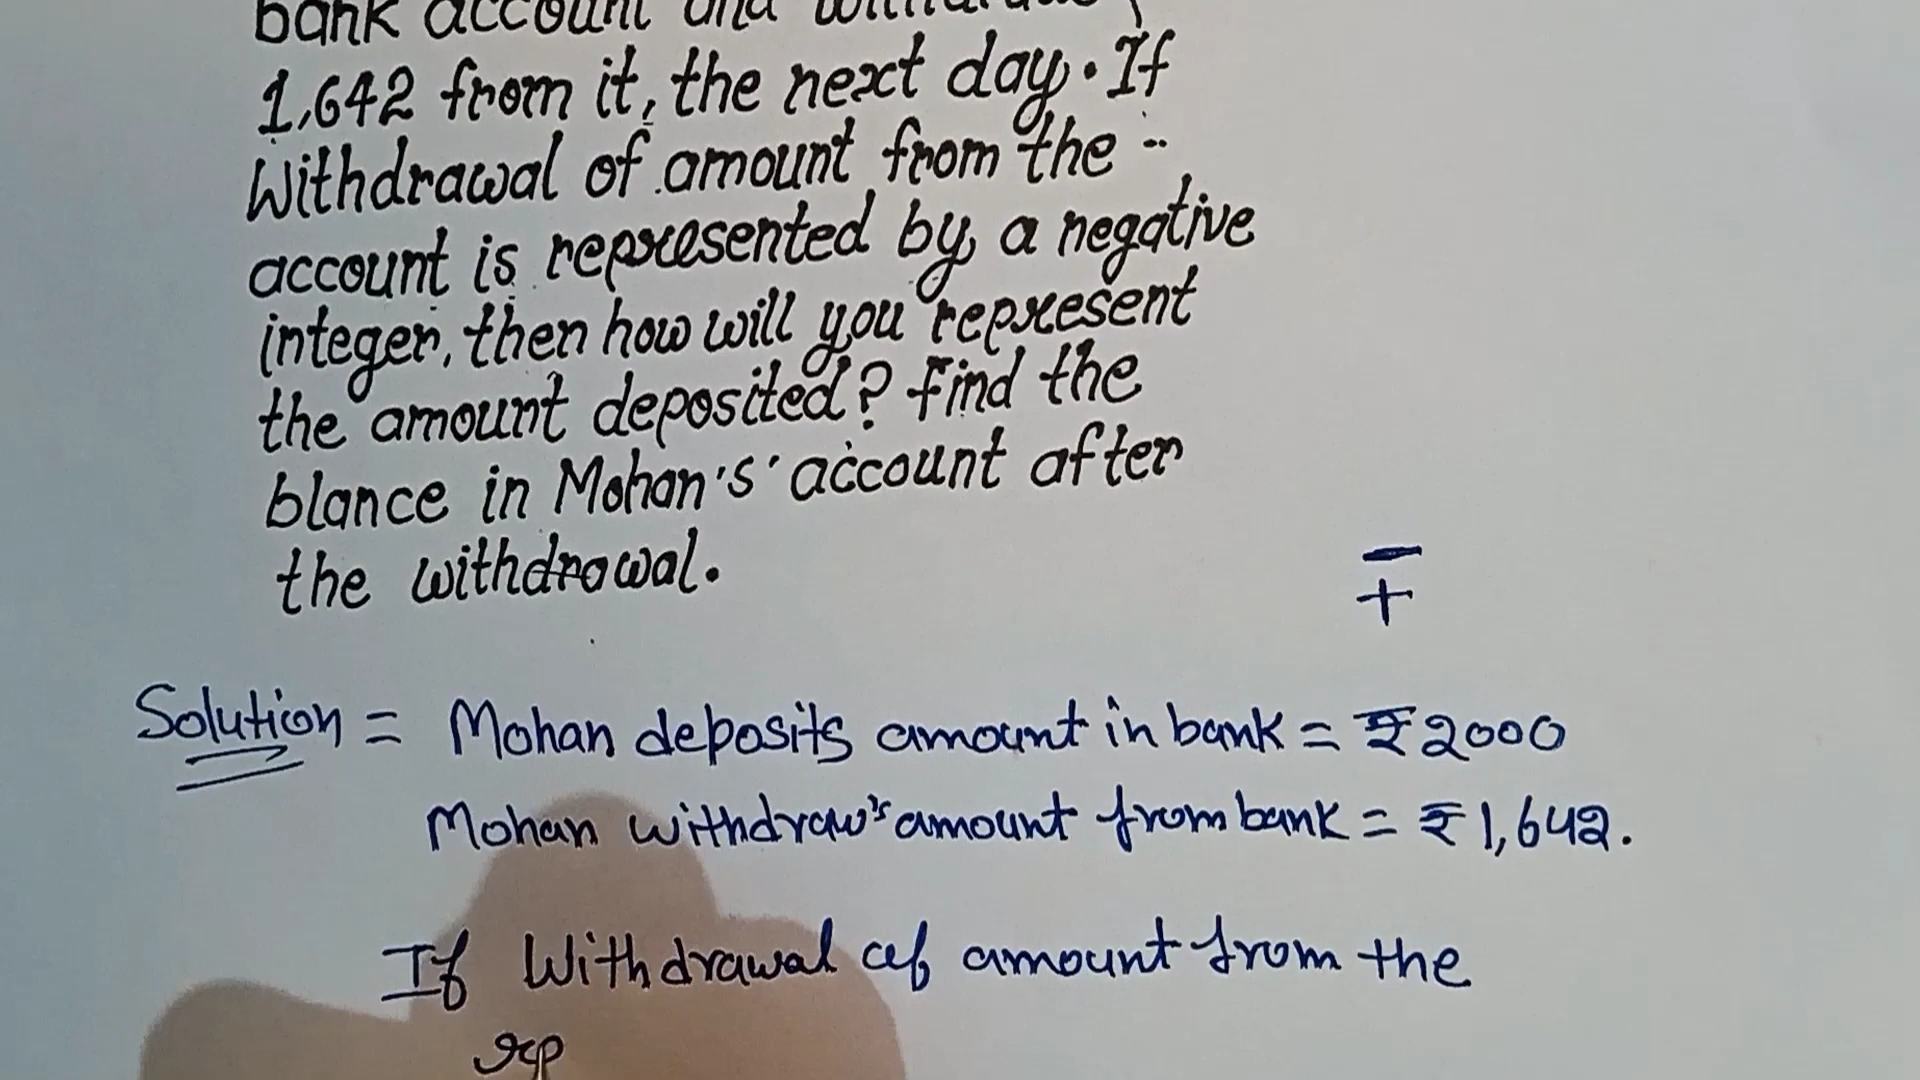 bank account and withdraws
1,642 from it, the next day. If
Withdrawal of amount from the
account is represented by a negative
integer, then how will you represent
the amount deposited? Find the
blance in Mohan's account after
the withdrawal.
−
+
Solution = Mohan deposits amount in bank = ₹2000
Mohan withdraw's amount from bank = ₹1,642.
If Withdrawal of amount from the
rep